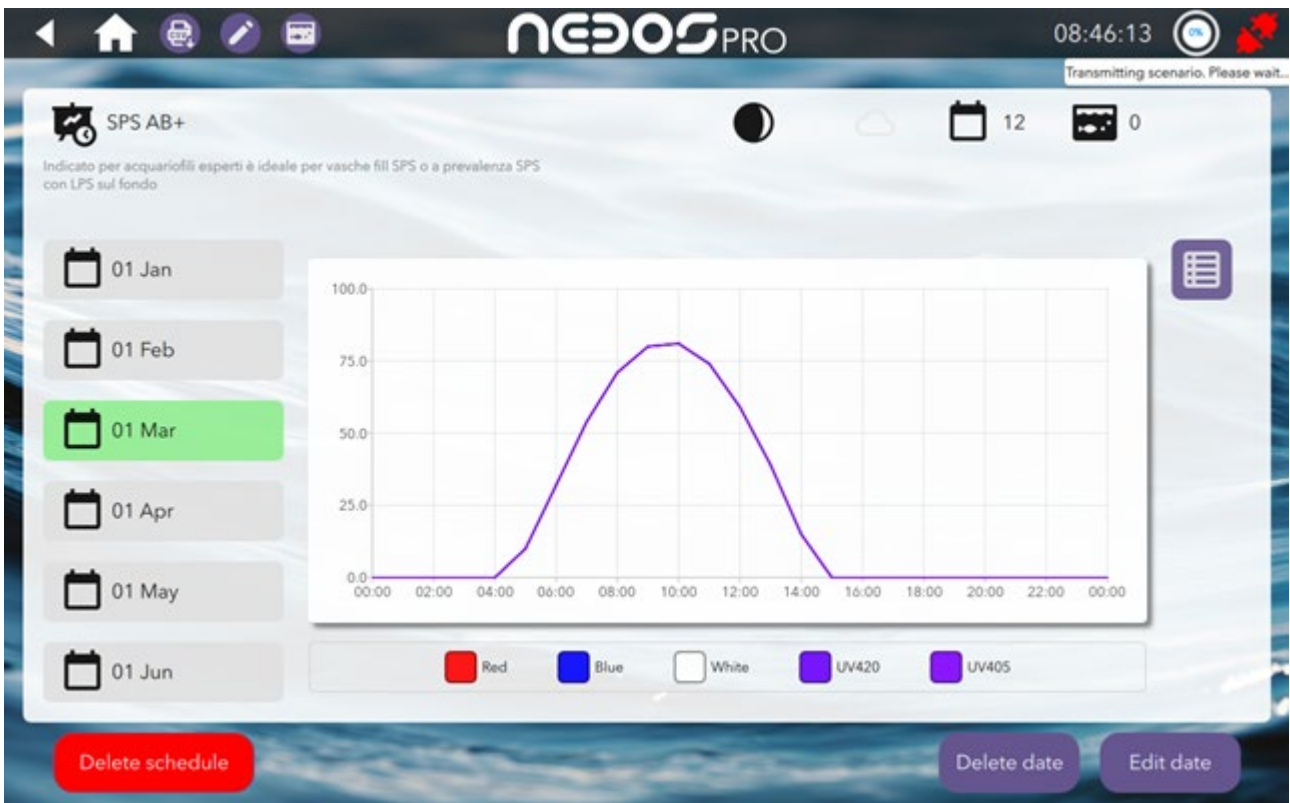 CSV
NEDOS PRO
08:46:13
0%
Transmitting scenario. Please wait...
SPS AB+
12
0
Indicato per acquariofili esperti è ideale per vasche fill SPS o a prevalenza SPS
con LPS sul fondo
01 Jan
01 Feb
01 Mar
01 Apr
01 May
01 Jun
100.0
75.0
50.0
25.0
0.0
00:00 02:00 04:00 06:00 08:00 10:00 12:00 14:00 16:00 18:00 20:00 22:00 00:00
Red Blue White UV420 UV405
Delete schedule
Delete date
Edit date